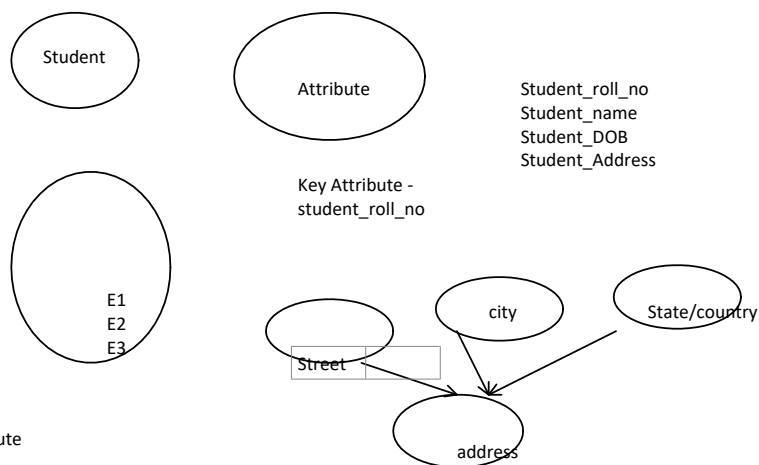 Student
Attribute
Student_roll_no
Student_name
Student_DOB
Student_Address
Key Attribute -
student_roll_no
E1
E2
E3
city
State/country
Street
ute
address